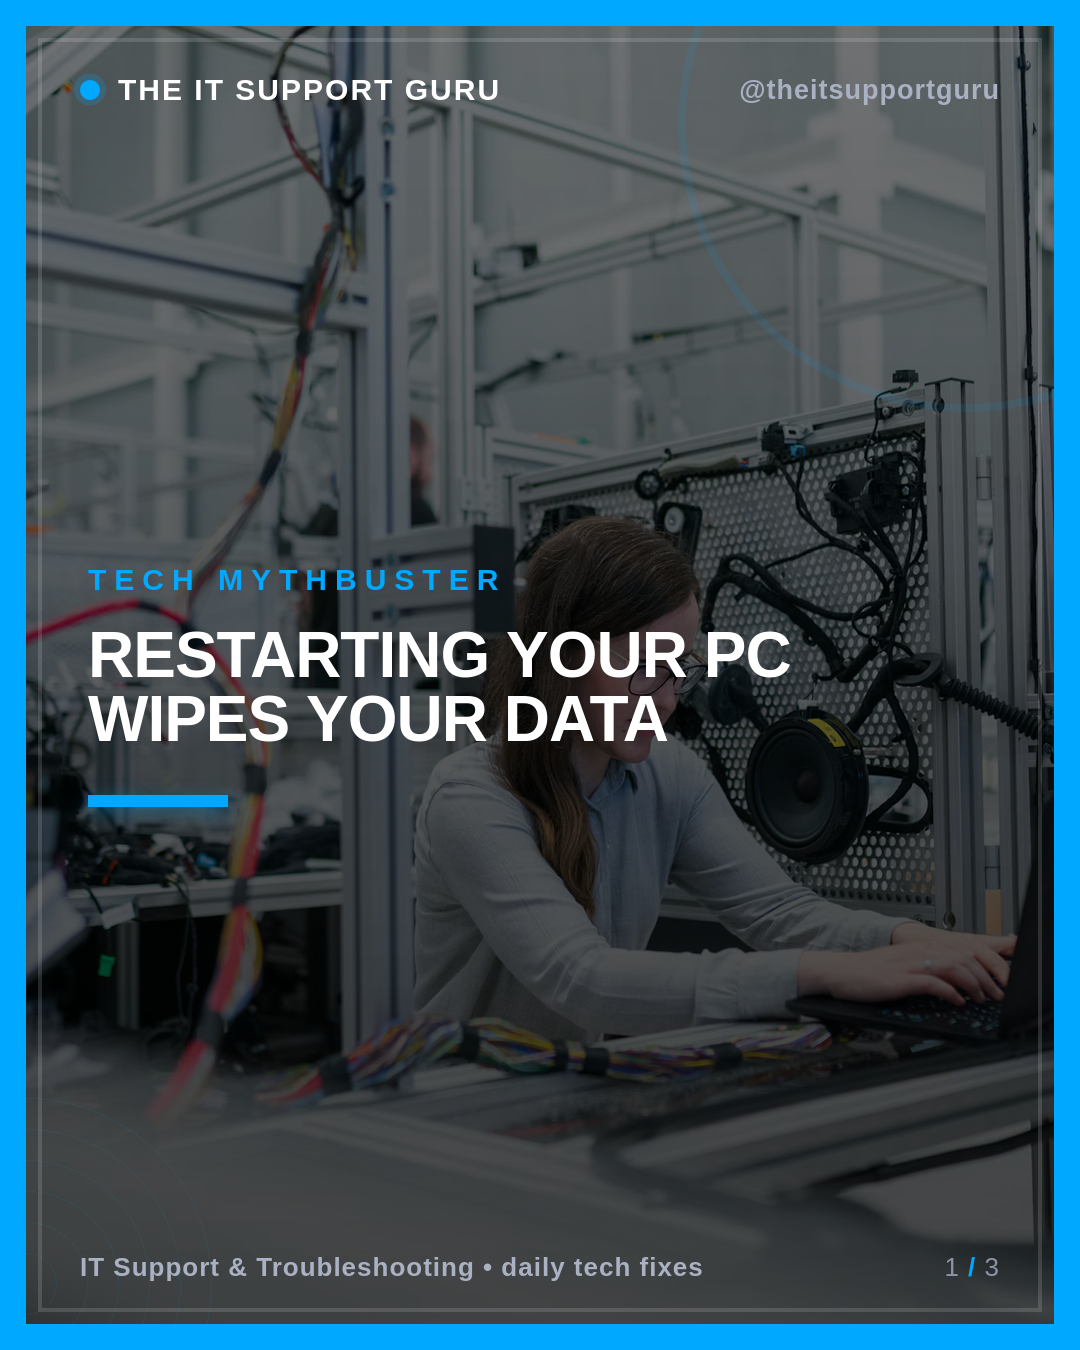 THE IT SUPPORT GURU
@theitsupportguru
TECH MYTHBUSTER
RESTARTING YOUR PC
WIPES YOUR DATA
IT Support & Troubleshooting • daily tech fixes
1 / 3